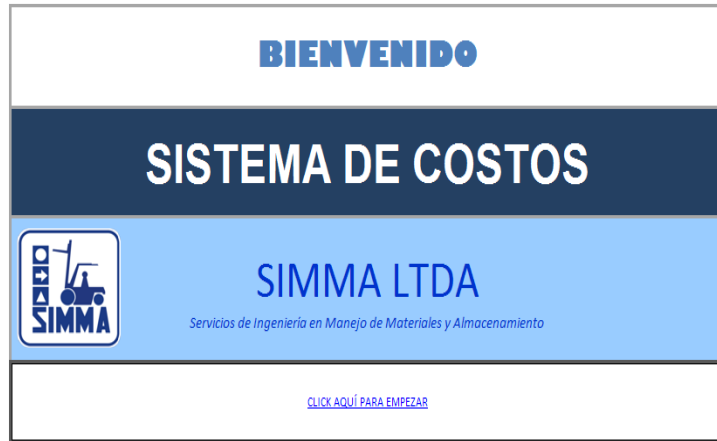 BIENVENIDO
SISTEMA DE COSTOS
SIMMA
SIMMA LTDA
Servicios de Ingeniería en Manejo de Materiales y Almacenamiento
CLICK AQUÍ PARA EMPEZAR